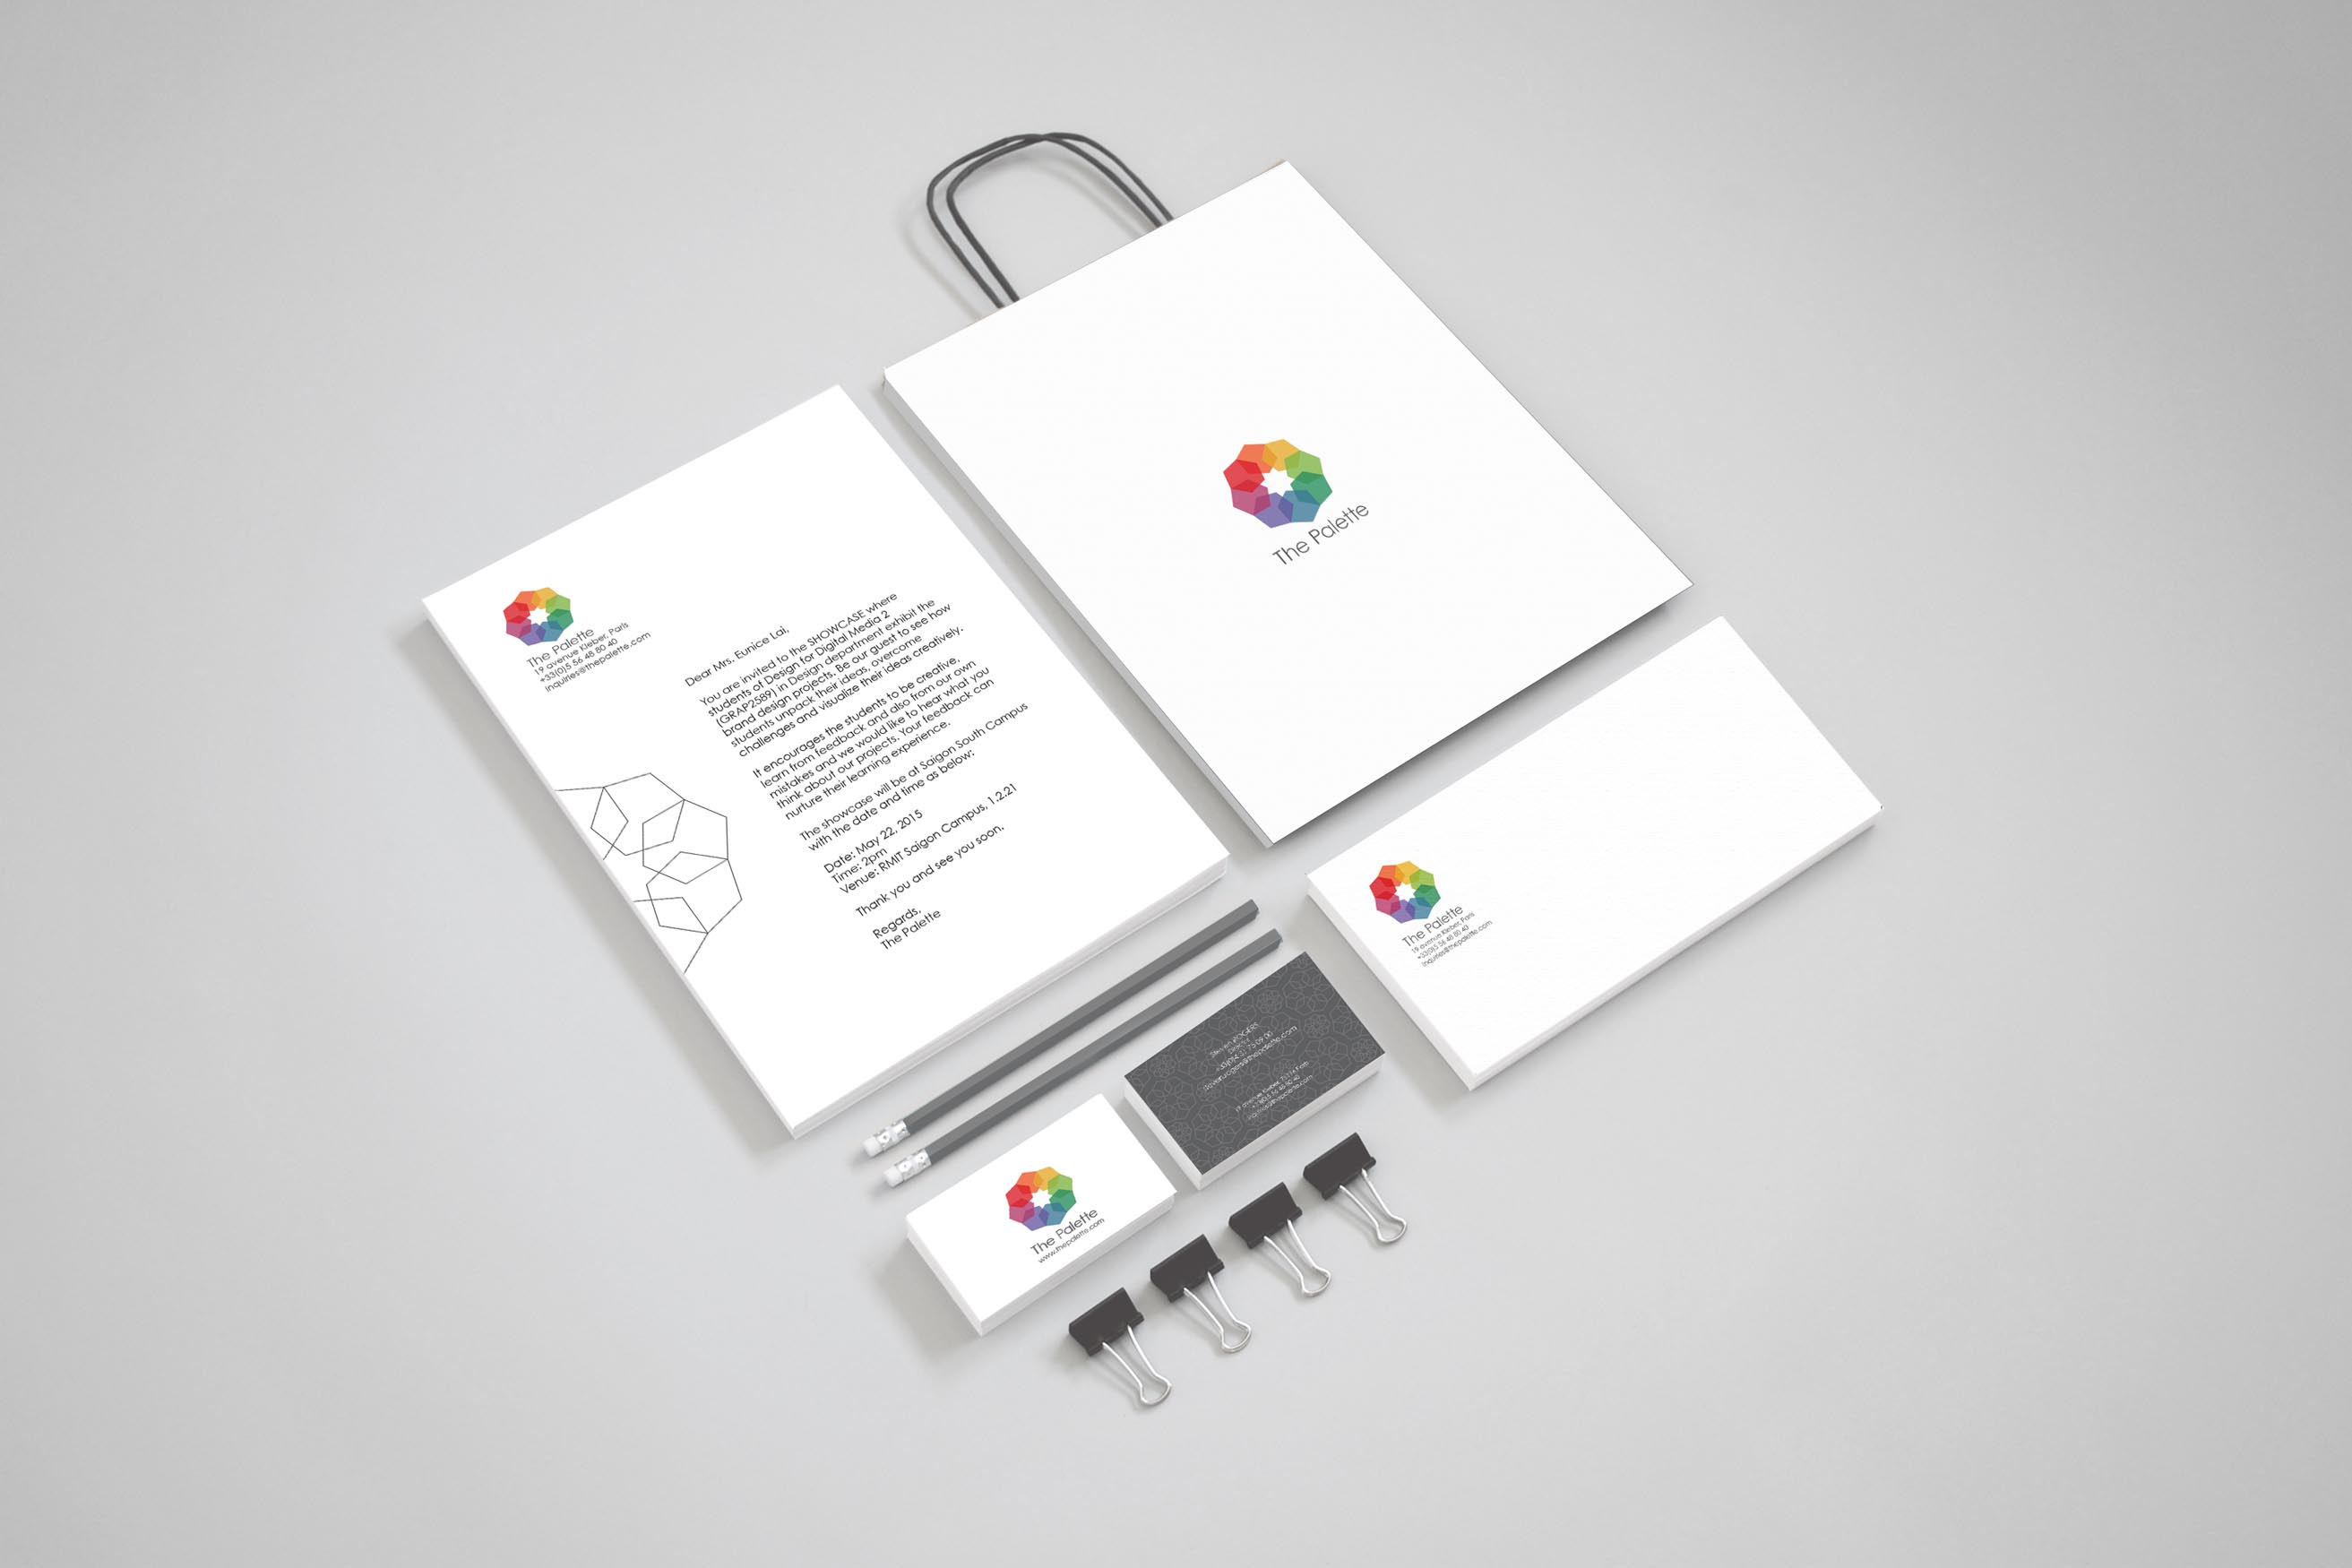 The Palette
19 avenue Kleber, Paris
+33(0)5 56 48 80 40
inquiries@thepalette.com
Dear Mrs. Eunice Lai,
You are invited to the SHOWCASE where
students of Design for Digital Media 2
(GRAP2589) in Design department exhibit the
brand design projects. Be our guest to see how
students unpack their ideas, overcome
challenges and visualize their ideas creatively.
It encourages the students to be creative,
learn from feedback and also from our own
mistakes and we would like to hear what you
think about our projects. Your feedback can
nurture their learning experience.
The showcase will be at Saigon South Campus
with the date and time as below:
Date: May 22, 2015
Time: 2pm
Venue: RMIT Saigon Campus, 1.2.21
Thank you and see you soon.
Regards,
The Palette
The Palette
The Palette
19 avenue Kleber, Paris
+33(0)5 56 48 80 40
inquiries@thepalette.com
The Palette
www.thepalette.com
19 avenue Kleber,